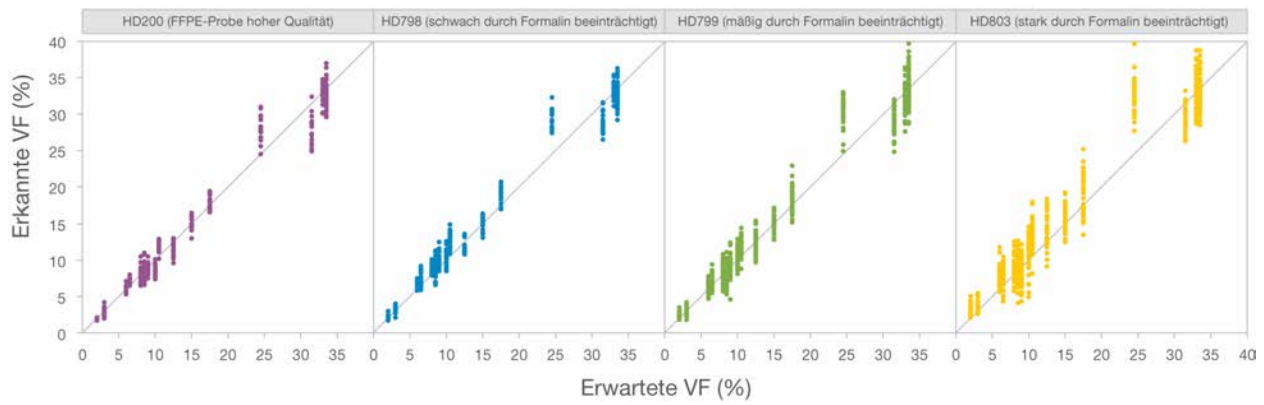 HD200 (FFPE-Probe hoher Qualität) HD798 (schwach durch Formalin beeinträchtigt) HD799 (mäßig durch Formalin beeinträchtigt) HD803 (stark durch Formalin beeinträchtigt)
Erkannte VF (%)
40
35
30
25
20
15
10
5
0
0 5 10 15 20 25 30 35 0 5 10 15 20 25 30 35 0 5 10 15 20 25 30 35 0 5 10 15 20 25 30 35 40
Erwartete VF (%)